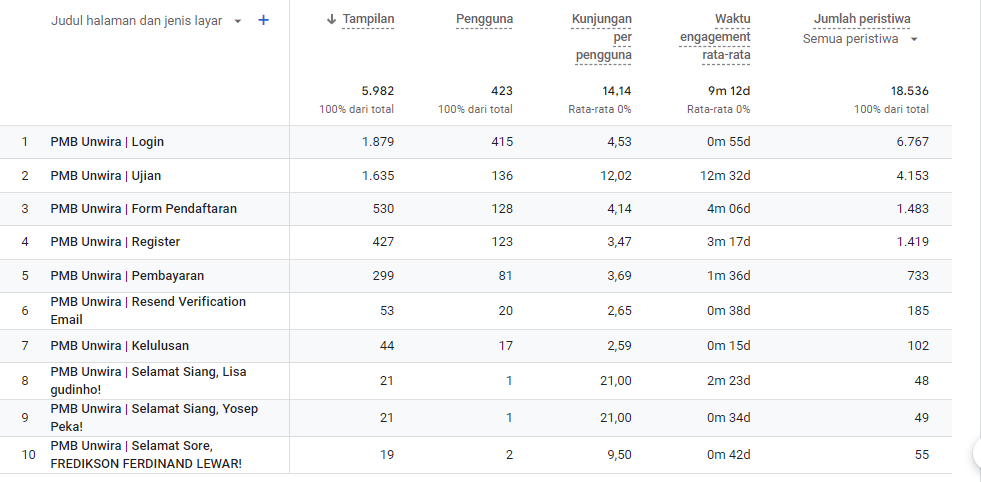 Judul halaman dan jenis layar +
Tampilan
Pengguna
Kunjungan
per
pengguna
Waktu
engagement
rata-rata
Jumlah peristiwa
Semua peristiwa
5.982 423 14,14 9m 12d 18.536
100% dari total 100% dari total Rata-rata 0% Rata-rata 0% 100% dari total
1 PMB Unwira | Login 1.879 415 4,53 0m 55d 6.767
2 PMB Unwira | Ujian 1.635 136 12,02 12m 32d 4.153
3 PMB Unwira | Form Pendaftaran 530 128 4,14 4m 06d 1.483
4 PMB Unwira | Register 427 123 3,47 3m 17d 1.419
5 PMB Unwira | Pembayaran 299 81 3,69 1m 36d 733
6 PMB Unwira | Resend Verification
Email 53 20 2,65 0m 38d 185
7 PMB Unwira | Kelulusan 44 17 2,59 0m 15d 102
8 PMB Unwira | Selamat Siang, Lisa
gudinho! 21 1 21,00 2m 23d 48
9 PMB Unwira | Selamat Siang, Yosep
Peka! 21 1 21,00 0m 34d 49
10 PMB Unwira | Selamat Sore,
FREDIKSON FERDINAND LEWAR! 19 2 9,50 0m 42d 55